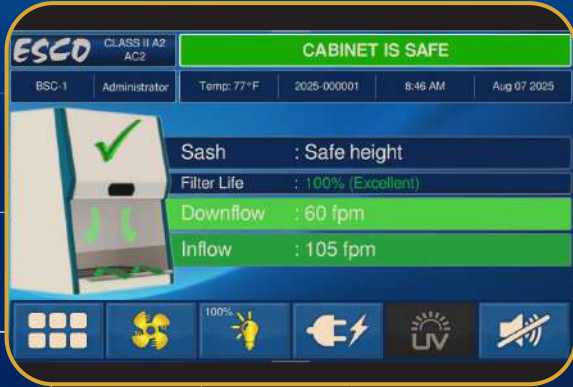 ESCO
CLASS II A2
AC2
CABINET IS SAFE
BSC-1
Administrator
Temp: 77°F
2025-000001
8:46 AM
Aug 07 2025
Sash : Safe height
Filter Life : 100% (Excellent)
Downflow : 60 fpm
Inflow : 105 fpm
100%
UV